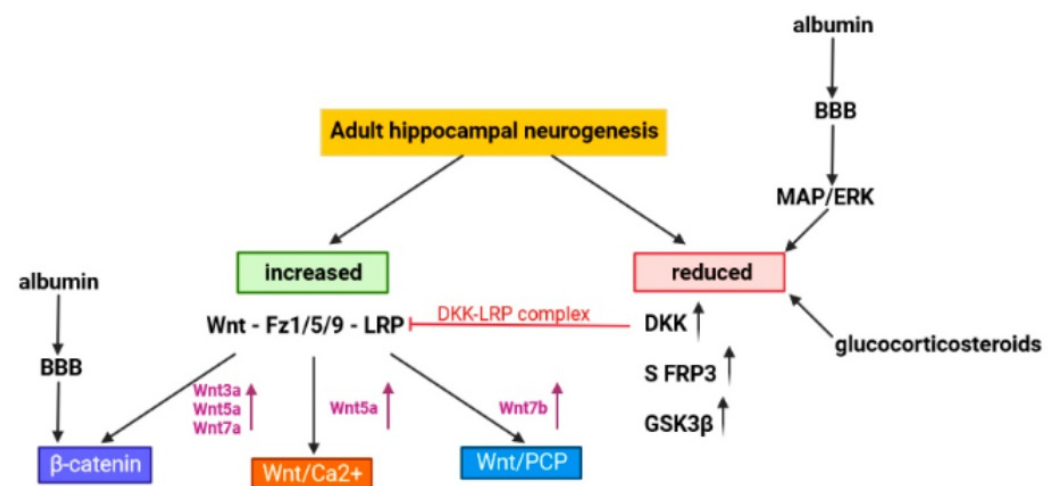 albumin
BBB
Adult hippocampal neurogenesis
MAP/ERK
increased
reduced
albumin
Wnt - Fz1/5/9 - LRP
DKK-LRP complex
DKK
glucocorticosteroids
BBB
S FRP3
Wnt3a
Wnt5a
Wnt7a
Wnt5a
Wnt7b
GSK3β
β-catenin
Wnt/Ca2+
Wnt/PCP